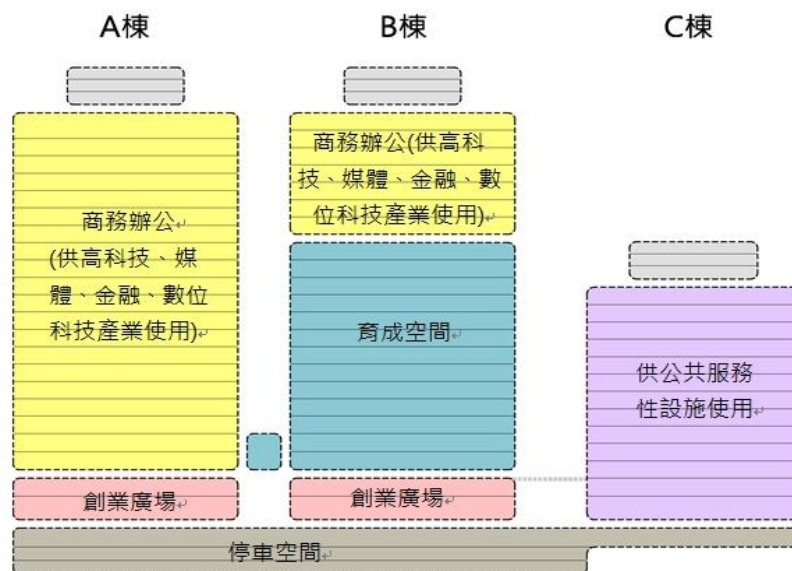 A棟
B棟
C棟
商務辦公
(供高科技、媒
體、金融、數位
科技產業使用)
創業廣場
商務辦公(供高科
技、媒體、金融、數
位科技產業使用)
育成空間
創業廣場
供公共服務
性設施使用
停車空間